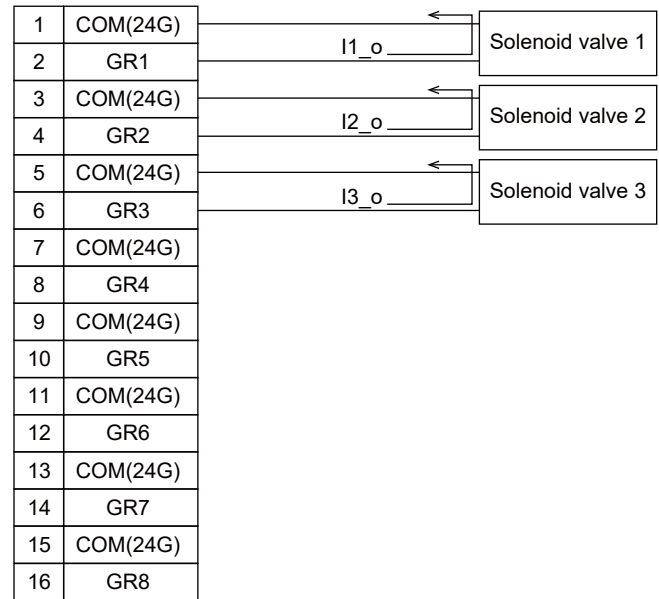 1 COM(24G)
I1_o
Solenoid valve 1
2 GR1
3 COM(24G)
I2_o
Solenoid valve 2
4 GR2
5 COM(24G)
I3_o
Solenoid valve 3
6 GR3
7 COM(24G)
8 GR4
9 COM(24G)
10 GR5
11 COM(24G)
12 GR6
13 COM(24G)
14 GR7
15 COM(24G)
16 GR8